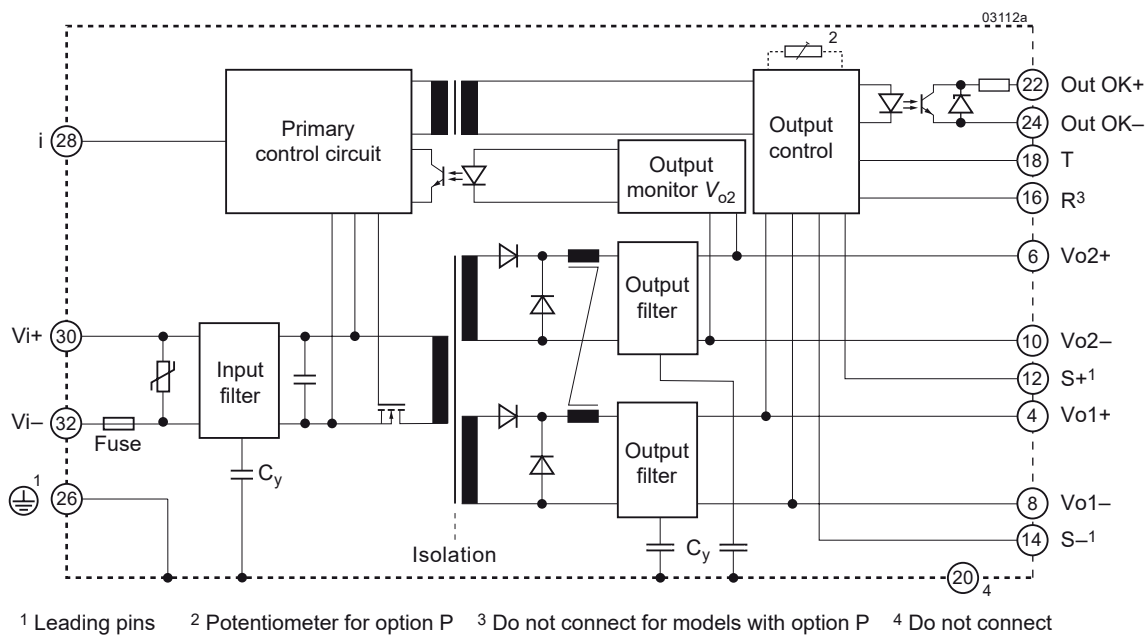 03112a
2
22 Out OK+
Primary
control circuit
Output
control
i 28
24 Out OK–
Output
monitor Vo2
18 T
16 R3
6 Vo2+
Output
filter
Vi+ 30
10 Vo2–
Input
filter
12 S+1
4 Vo1+
Vi– 32
Fuse
Output
filter
Cy
1
26
8 Vo1–
Isolation
Cy
14 S–1
20 4
1 Leading pins 2 Potentiometer for option P 3 Do not connect for models with option P 4 Do not connect